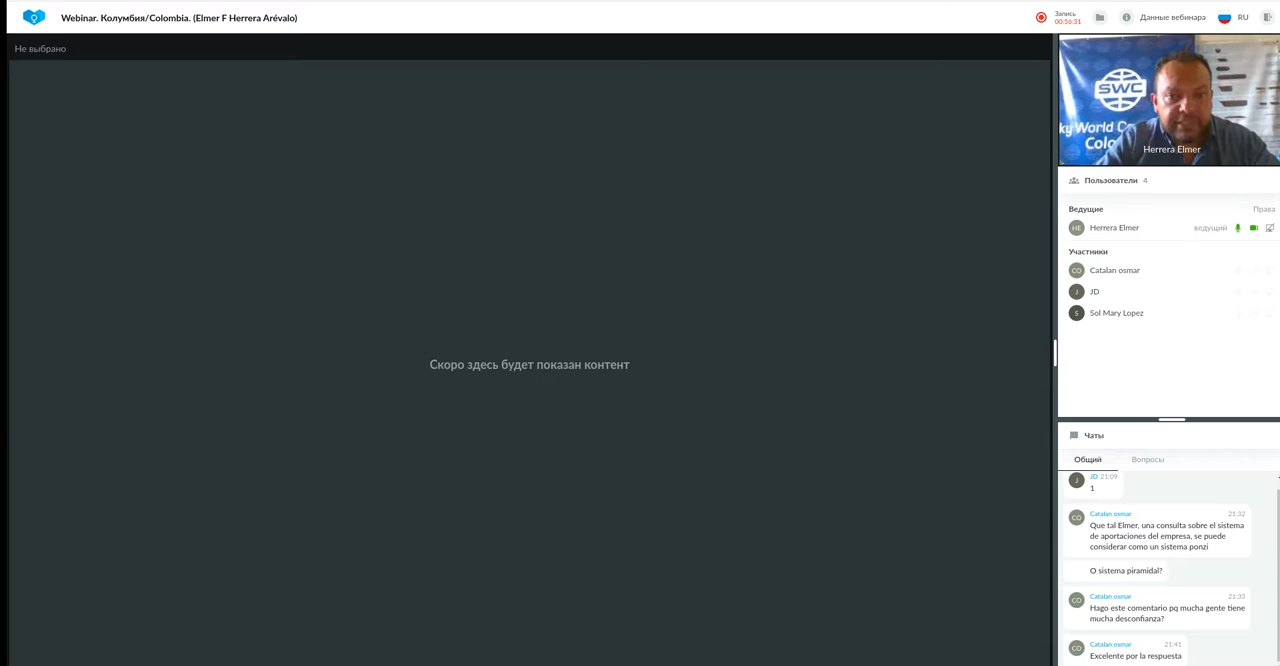 Webinar. Колумбия/Colombia. (Elmer F Herrera Arévalo)
Запись
00:56:31
Данные вебинара
RU
Не выбрано
Скоро здесь будет показан контент
SWC
ky World C
Colo
Herrera Elmer
Пользователи 4
Ведущие
Права
HE Herrera Elmer ведущий
Участники
CO Catalan osmar
J JD
S Sol Mary Lopez
Чаты
Общий
Вопросы
J JD 21:09
1
CO Catalan osmar 21:32
Que tal Elmer, una consulta sobre el sistema
de aportaciones del empresa, se puede
considerar como un sistema ponzi
O sistema piramidal?
CO Catalan osmar 21:33
Hago este comentario pq mucha gente tiene
mucha desconfianza?
CO Catalan osmar 21:41
Excelente por la respuesta